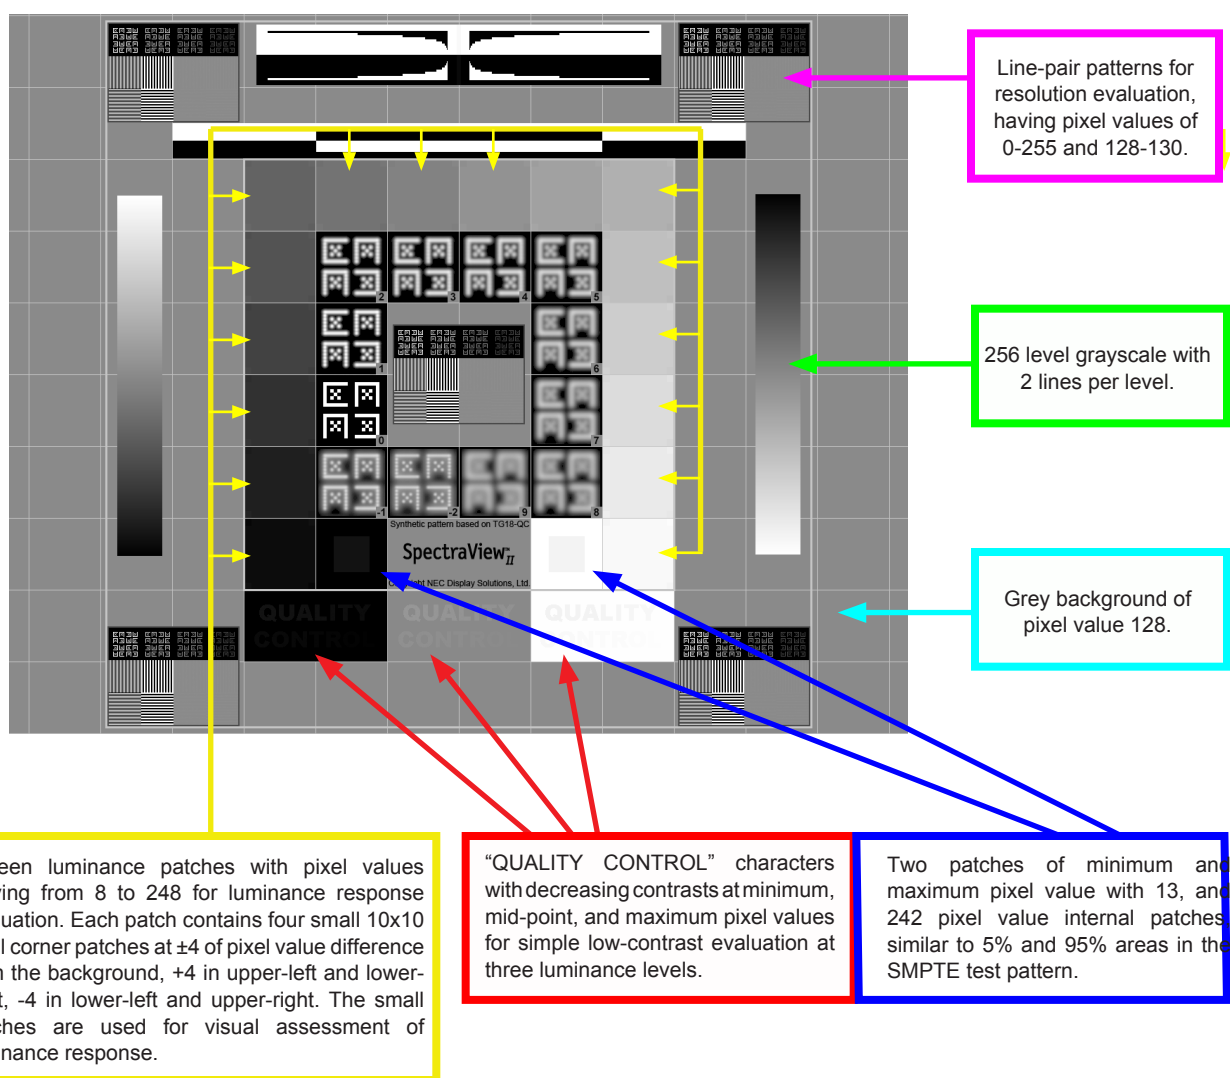 Line-pair patterns for
resolution evaluation,
having pixel values of
0-255 and 128-130.
2
3
4
5
1
6
0
7
-1
-2
9
8
256 level grayscale with
2 lines per level.
Synthetic pattern based on TG18-QC
SpectraView II
Copyright NEC Display Solutions, Ltd.
QUALITY QUALITY QUALITY
CONTROL CONTROL CONTROL
Grey background of
pixel value 128.
luminance patches with pixel values
from 8 to 248 for luminance response
Each patch contains four small 10x10
corner patches at ±4 of pixel value difference
the background, +4 in upper-left and lower-
-4 in lower-left and upper-right. The small
are used for visual assessment of
response.
“QUALITY CONTROL” characters
with decreasing contrasts at minimum,
mid-point, and maximum pixel values
for simple low-contrast evaluation at
three luminance levels.
Two patches of minimum and
maximum pixel value with 13, and
242 pixel value internal patches,
similar to 5% and 95% areas in the
SMPTE test pattern.